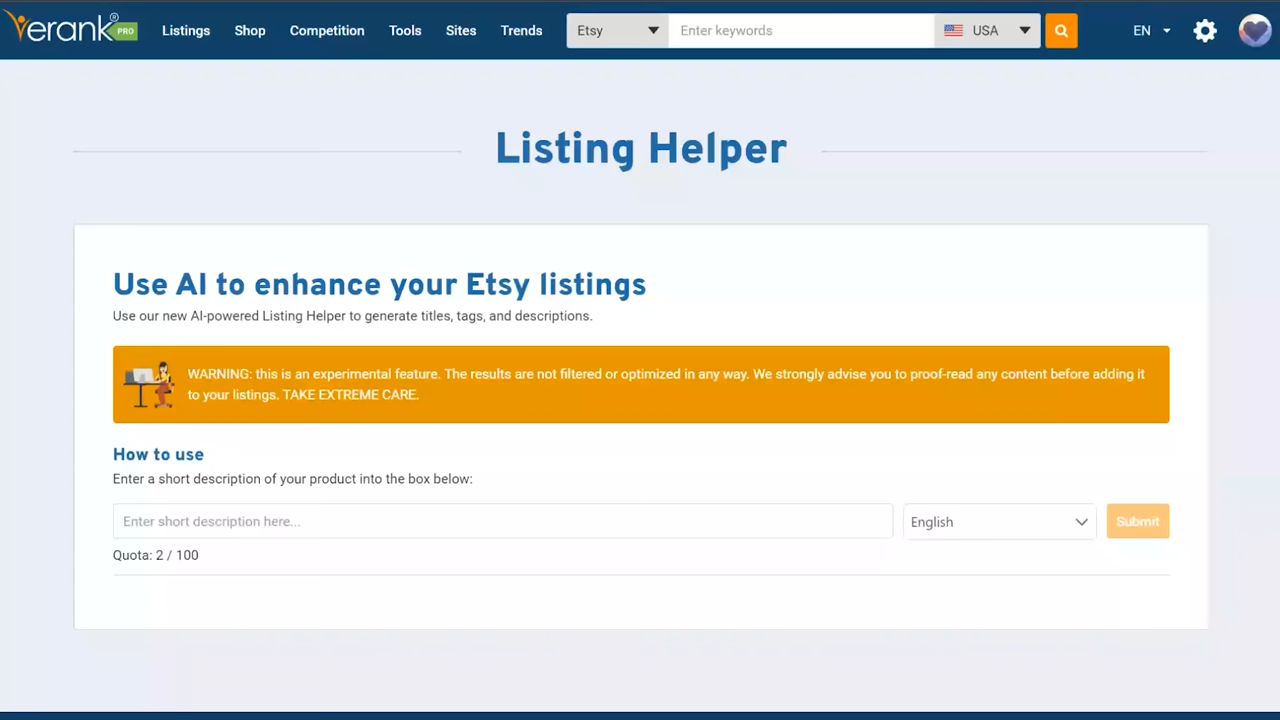 erank® PRO
Listings Shop Competition Tools Sites Trends Etsy Enter keywords USA EN
Listing Helper
Use AI to enhance your Etsy listings
Use our new AI-powered Listing Helper to generate titles, tags, and descriptions.
WARNING: this is an experimental feature. The results are not filtered or optimized in any way. We strongly advise you to proof-read any content before adding it
to your listings. TAKE EXTREME CARE.
How to use
Enter a short description of your product into the box below:
Enter short description here... English Submit
Quota: 2 / 100